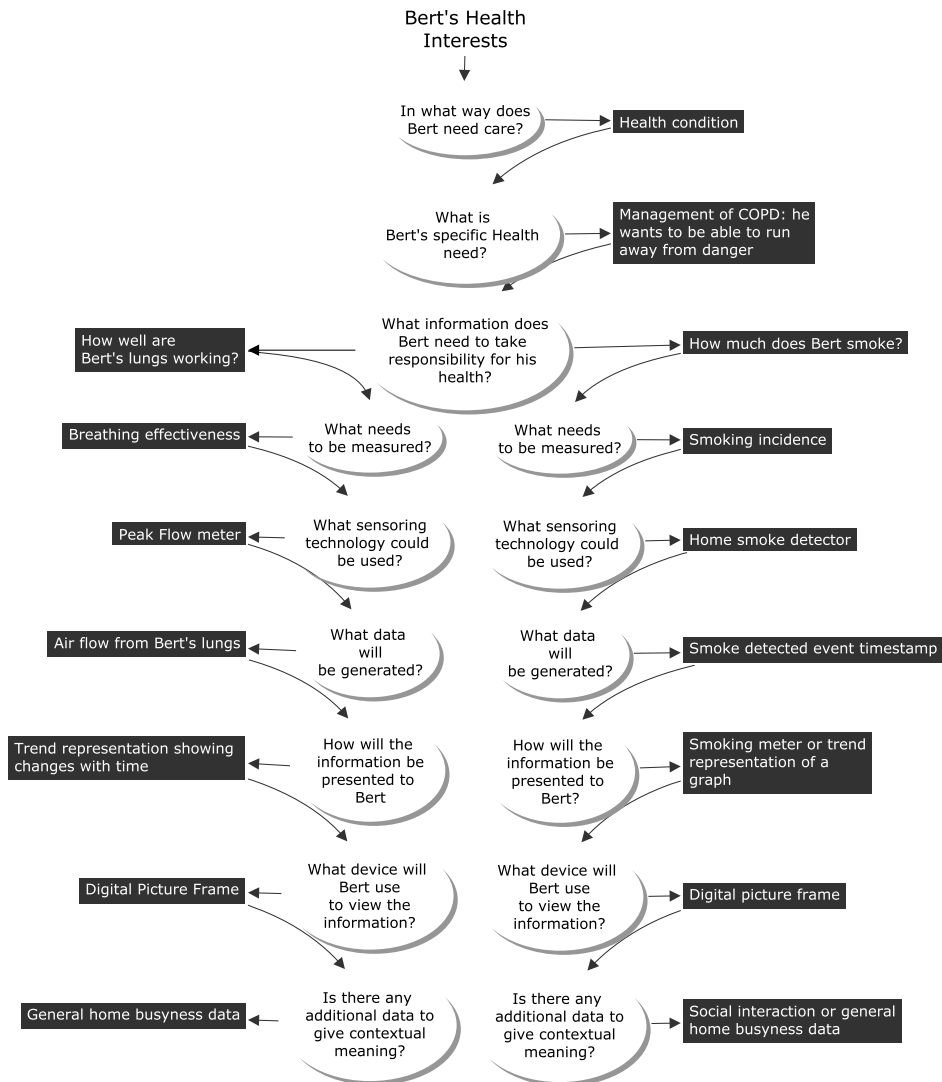 Bert's Health
Interests
In what way does
Bert need care?
Health condition
What is
Bert's specific Health
need?
Management of COPD: he
wants to be able to run
away from danger
What information does
Bert need to take
responsibility for his
health?
How well are
Bert's lungs working?
How much does Bert smoke?
What needs
to be measured?
Breathing effectiveness
What needs
to be measured?
Smoking incidence
What sensoring
technology could
be used?
Peak Flow meter
What sensoring
technology could
be used?
Home smoke detector
What data
will
be generated?
Air flow from Bert's lungs
What data
will
be generated?
Smoke detected event timestamp
How will the
information be
presented to
Bert
Trend representation showing
changes with time
How will the
information be
presented to
Bert?
Smoking meter or trend
representation of a
graph
What device will
Bert use
to view the
information?
Digital Picture Frame
What device will
Bert use
to view the
information?
Digital picture frame
Is there any
additional data to
give contextual
meaning?
General home busyness data
Is there any
additional data to
give contextual
meaning?
Social interaction or general
home busyness data